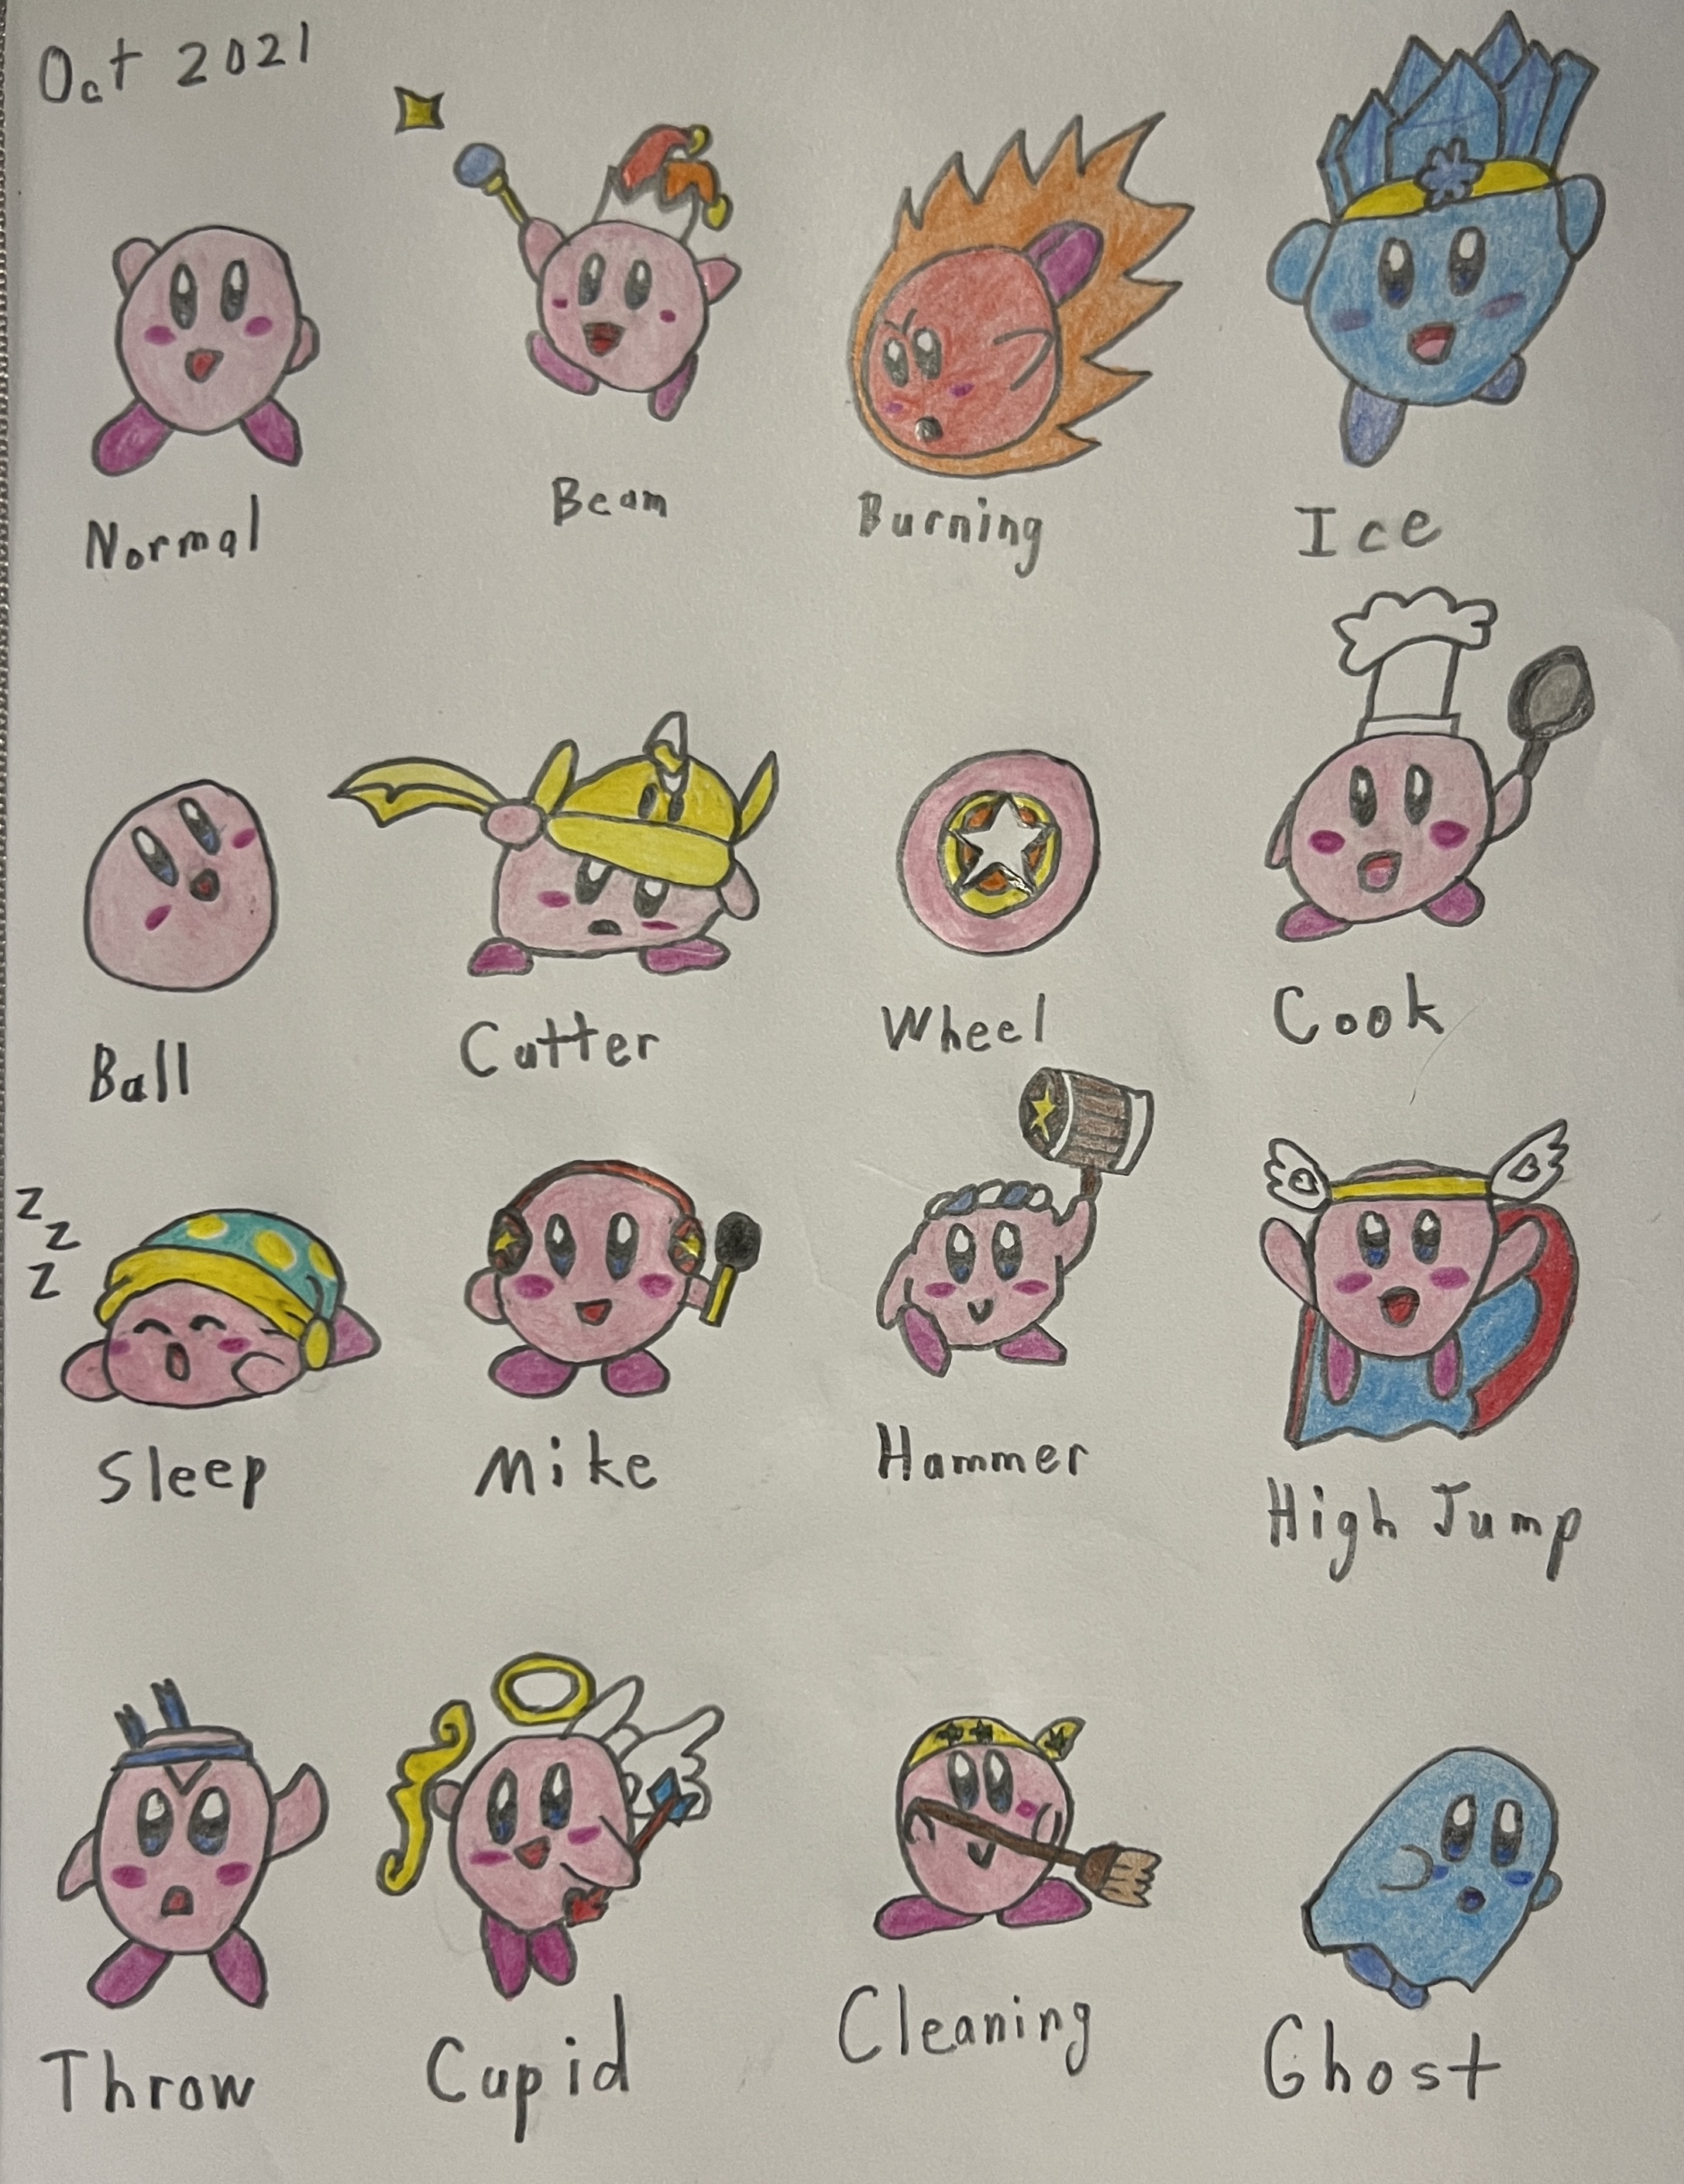 Oct 2021
Normal
Beam
Burning
Ice
Ball
Cutter
Wheel
Cook
z
z
z
Sleep
Mike
Hammer
High Jump
Throw
Cupid
Cleaning
Ghost